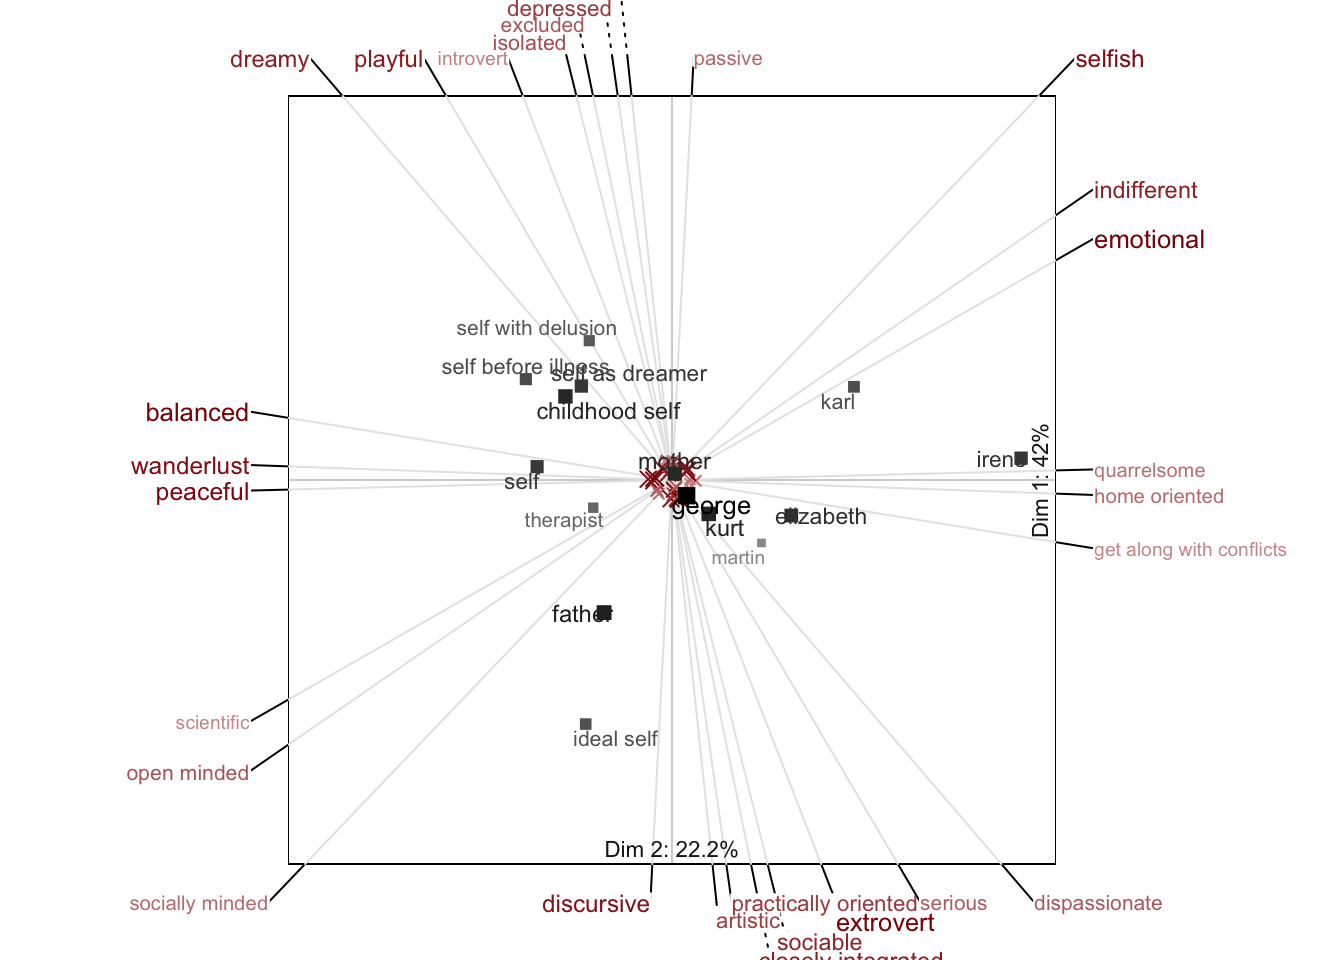 depressed
excluded
isolated
dreamy
playful
introvert
passive
selfish
indifferent
emotional
self with delusion
self before illness
self as dreamer
childhood self
karl
balanced
wanderlust
peaceful
self
mother
irene
Dim 1: 42%
quarrelsome
home oriented
therapist
george
kurt
elizabeth
martin
get along with conflicts
father
scientific
open minded
ideal self
Dim 2: 22.2%
socially minded
discursive
practically oriented
serious
dispassionate
artistic
extrovert
sociable
closely integrated